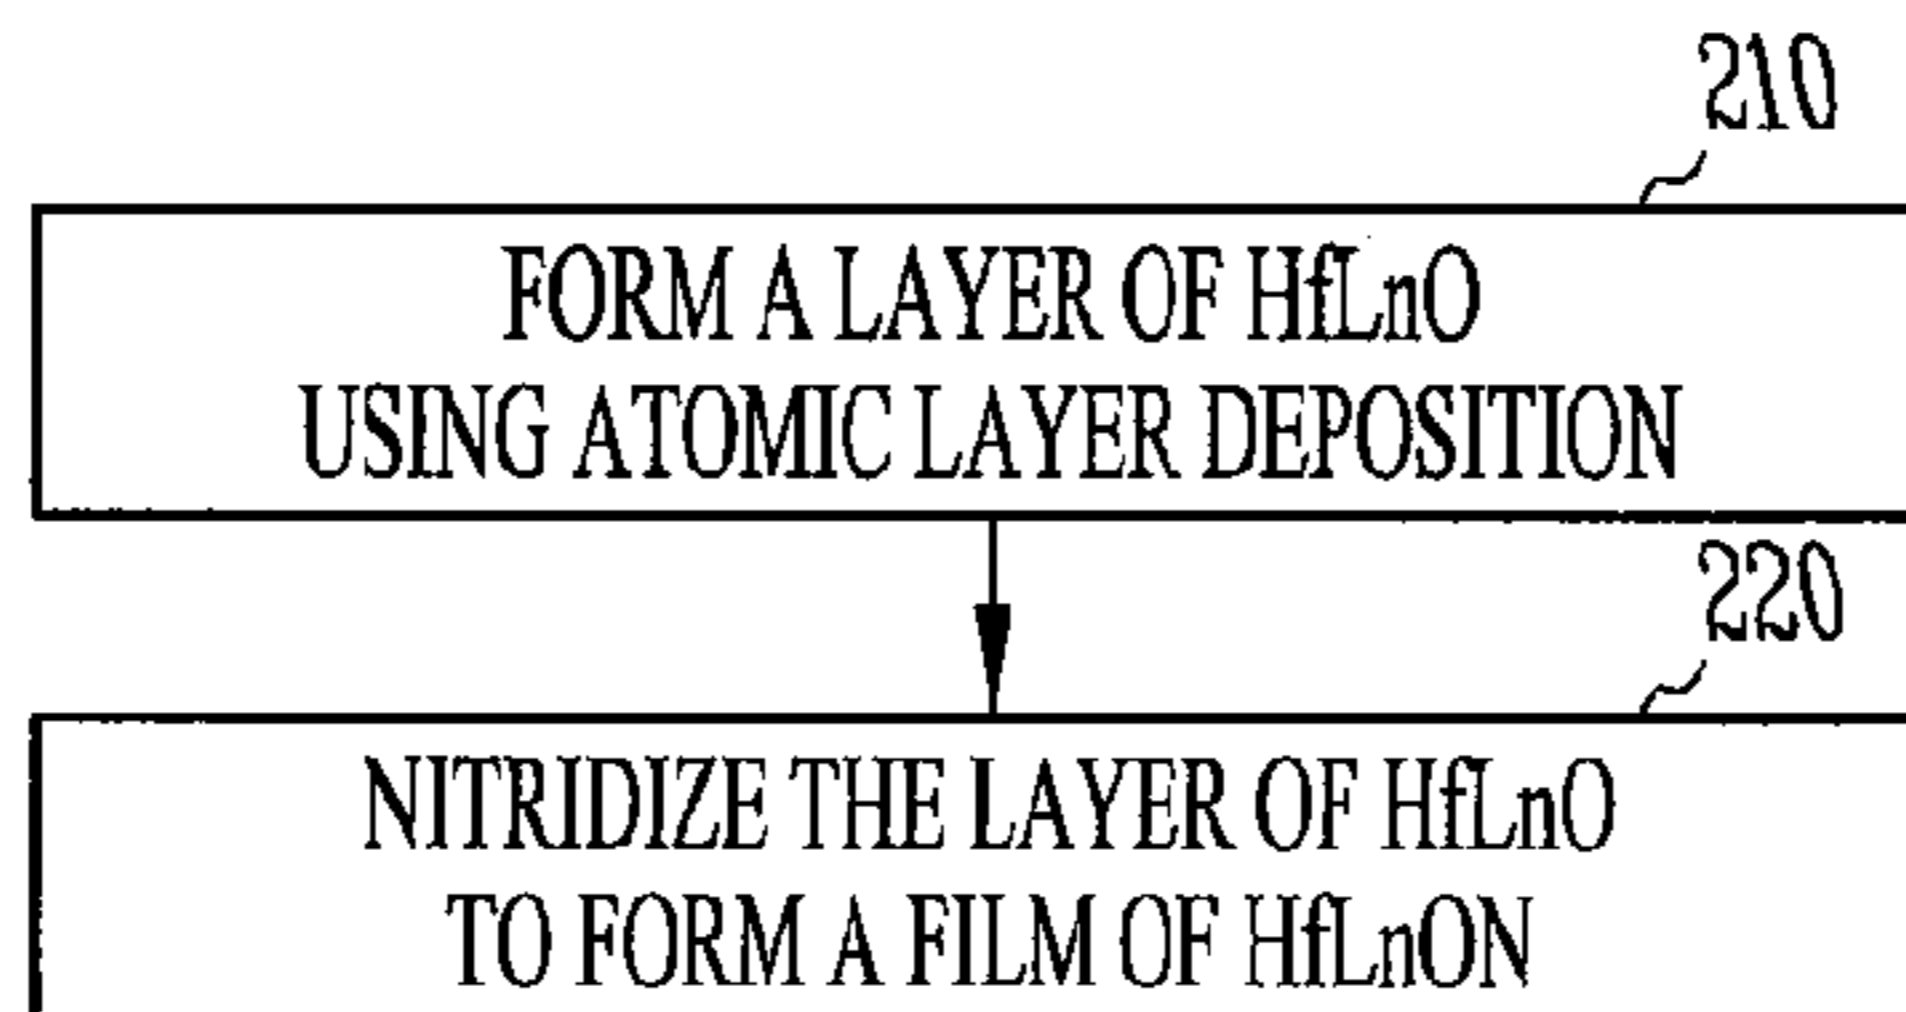 210
FORM A LAYER OF HfLnO
USING ATOMIC LAYER DEPOSITION
220
NITRIDIZE THE LAYER OF HfLnO
TO FORM A FILM OF HfLnON